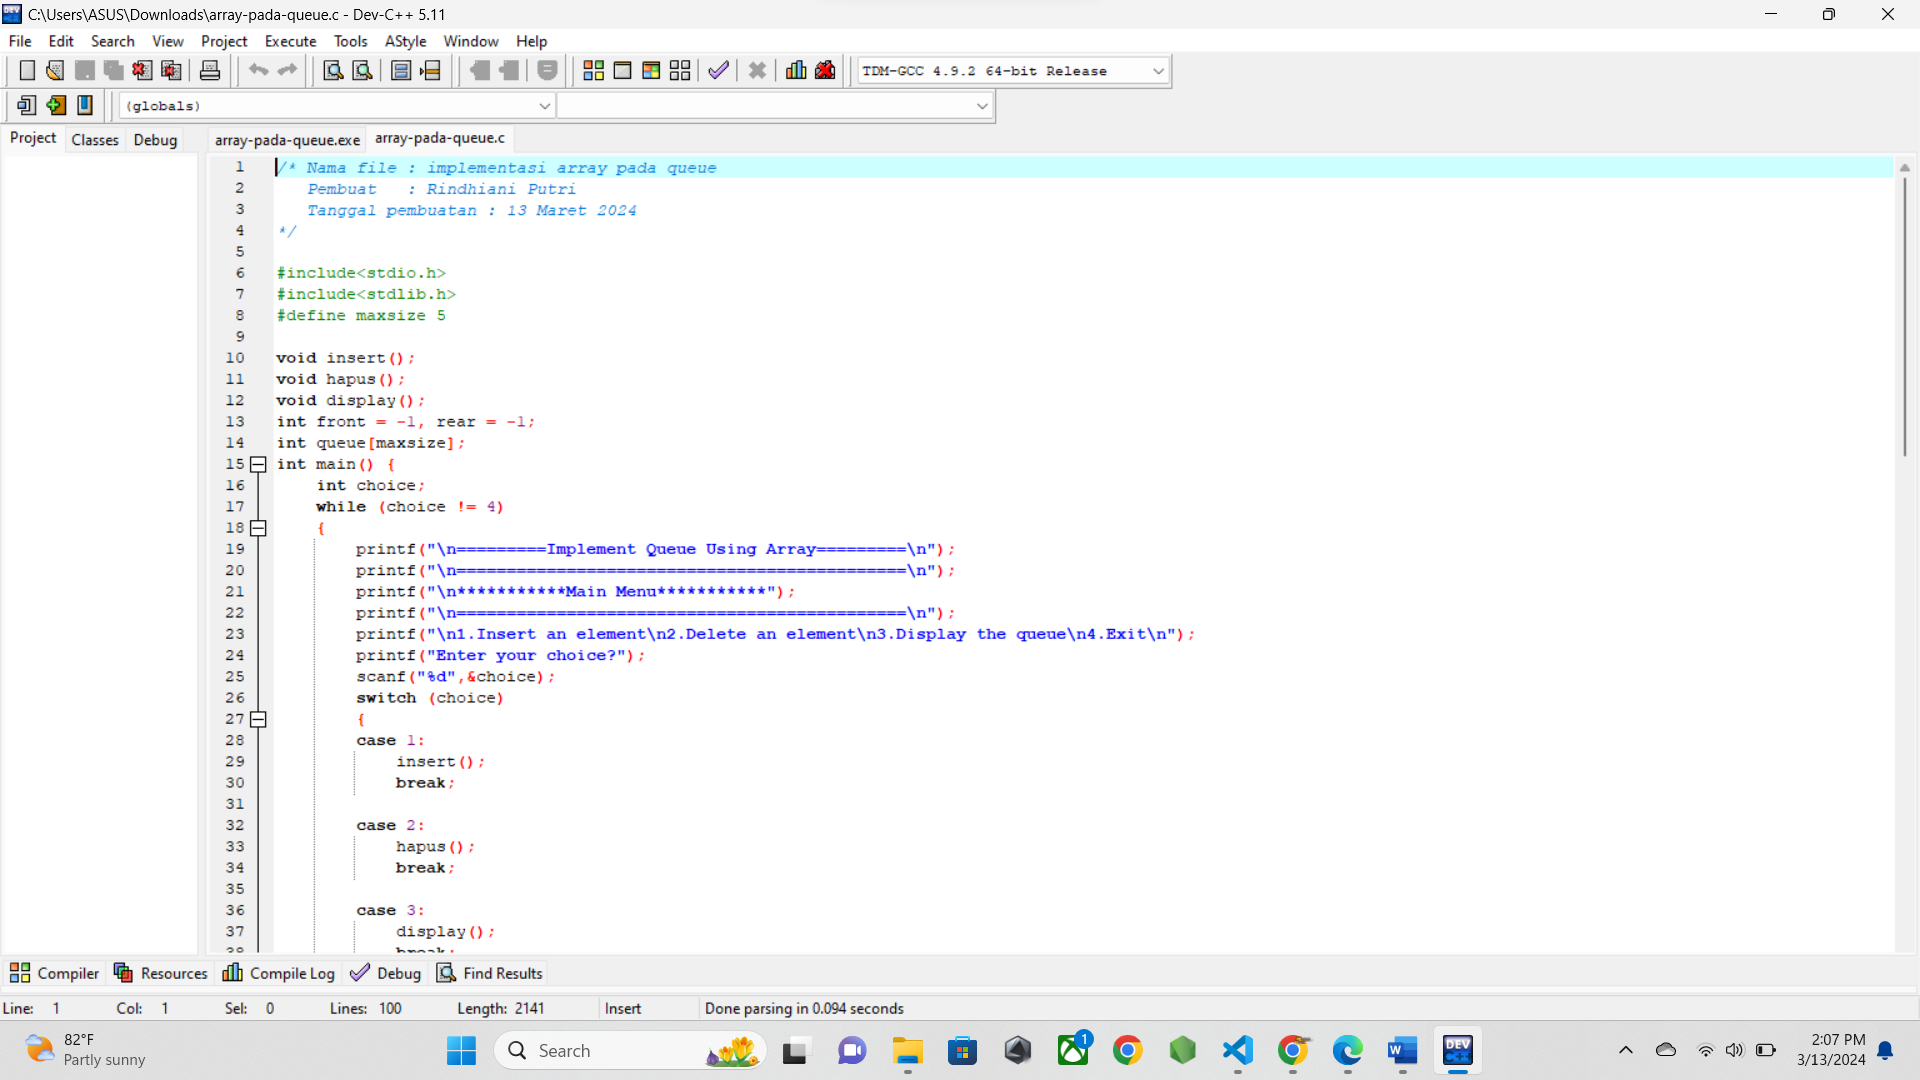 C:\Users\ASUS\Downloads\array-pada-queue.c - Dev-C++ 5.11
File Edit Search View Project Execute Tools AStyle Window Help
TDM-GCC 4.9.2 64-bit Release
(globals)
Project Classes Debug array-pada-queue.exe array-pada-queue.c
1 /* Nama file : implementasi array pada queue
2 Pembuat : Rindhiani Putri
3 Tanggal pembuatan : 13 Maret 2024
4 */
5
6 #include<stdio.h>
7 #include<stdlib.h>
8 #define maxsize 5
9
10 void insert();
11 void hapus();
12 void display();
13 int front = -1, rear = -1;
14 int queue[maxsize];
15 int main() {
16 int choice;
17 while (choice != 4)
18 {
19 printf("\n=========Implement Queue Using Array=========\n");
20 printf("\n=============================================\n");
21 printf("\n***********Main Menu***********");
22 printf("\n=============================================\n");
23 printf("\n1.Insert an element\n2.Delete an element\n3.Display the queue\n4.Exit\n");
24 printf("Enter your choice?");
25 scanf("%d",&choice);
26 switch (choice)
27 {
28 case 1:
29 insert();
30 break;
31
32 case 2:
33 hapus();
34 break;
35
36 case 3:
37 display();
38 break;
Compiler Resources Compile Log Debug Find Results
Line: 1 Col: 1 Sel: 0 Lines: 100 Length: 2141 Insert Done parsing in 0.094 seconds
82°F
Partly sunny
Search
1
DEV C++
2:07 PM
3/13/2024